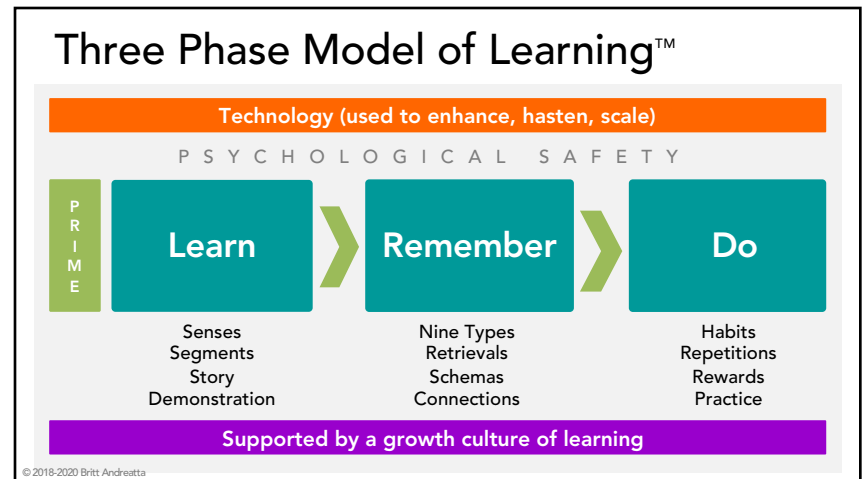 Three Phase Model of Learning™
Technology (used to enhance, hasten, scale)
PSYCHOLOGICAL SAFETY
PRIME
Learn
Remember
Do
Senses
Segments
Story
Demonstration
Nine Types
Retrievals
Schemas
Connections
Habits
Repetitions
Rewards
Practice
Supported by a growth culture of learning
© 2018-2020 Britt Andreatta